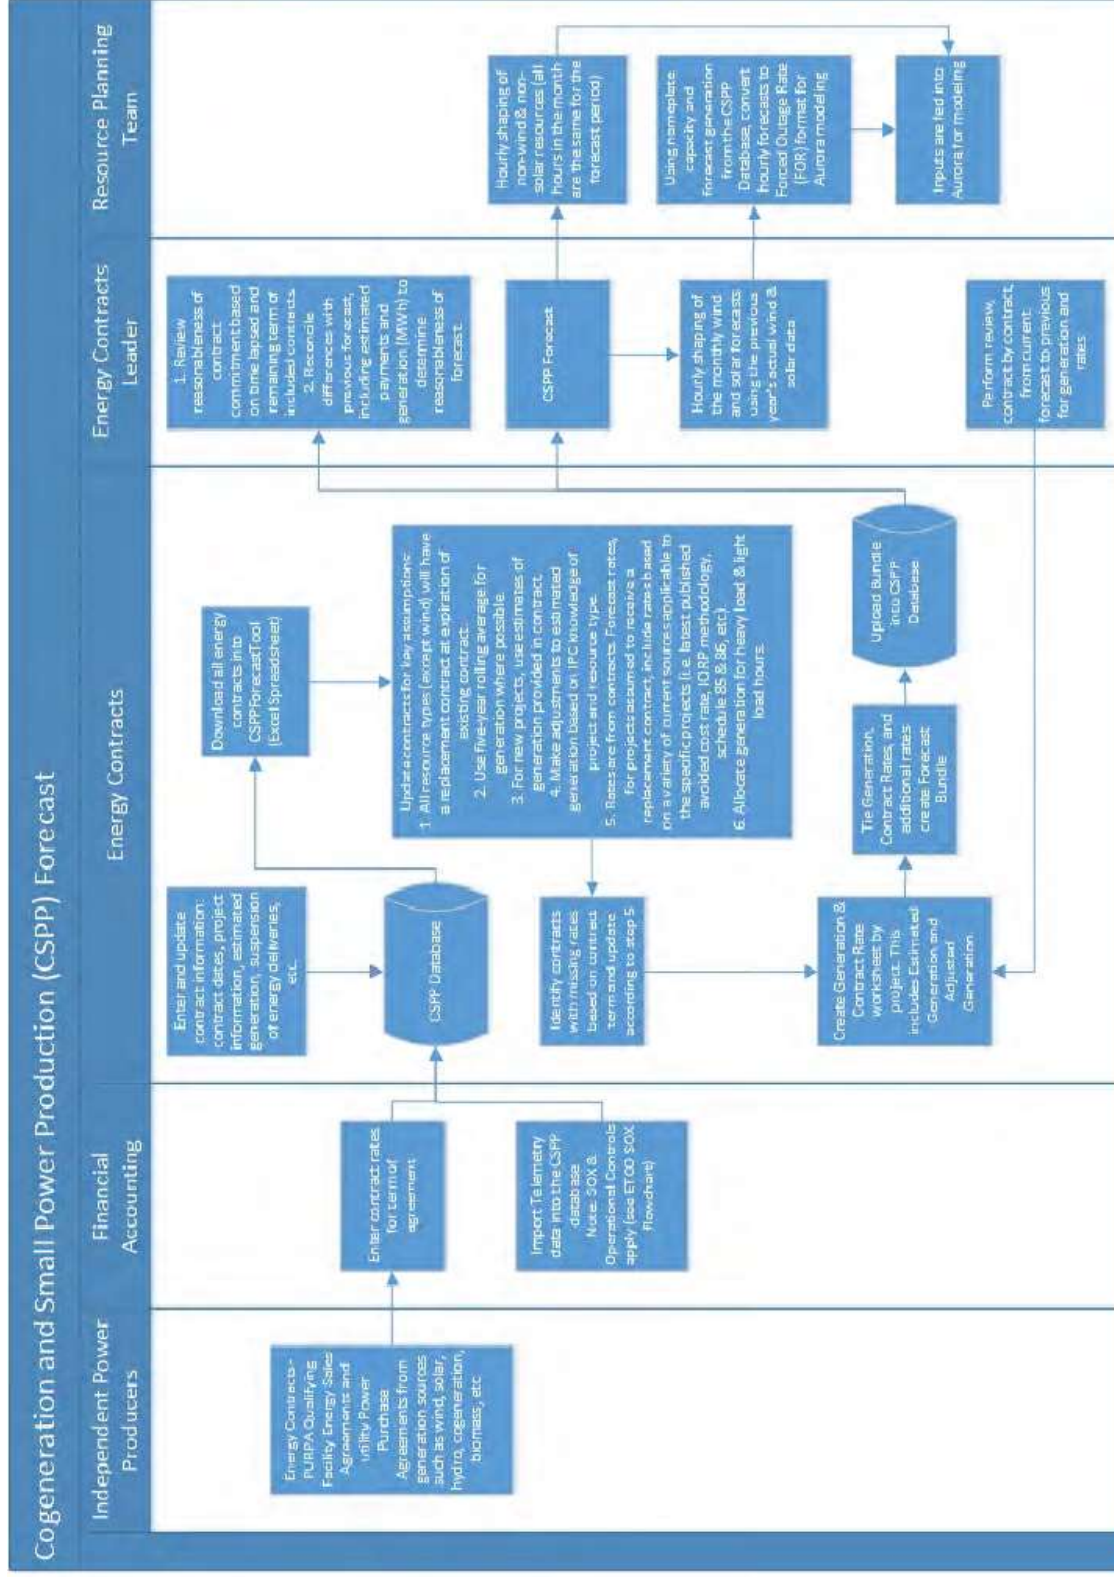 Cogeneration and Small Power Production (CSPP) Forecast
Independent Power
Producers
Financial
Accounting
Energy Contracts
Energy Contracts
Leader
Resource Planning
Team
Energy Contracts–
PURPA Qualifying
Facility Energy Sales
Agreements and
utility Power
Purchase
Agreements from
generation sources
such as wind, solar,
hydro, cogeneration,
biomass, etc
Enter contract rates
for term of
agreement
Import Telemetry
data into the CSPP
database
Note: SOX &
Operational Controls
apply (see ETOO SOX
flowchart)
Enter and update
contract information:
contract dates, project
information, estimated
generation, suspension
of energy deliveries,
etc.
CSPP Database
Download all energy
contracts into
CSPPForecastTool
(Excel Spreadsheet)
Update contracts for key assumptions:
1. All resource types (except wind) will have
a replacement contract at expiration of
existing contract.
2. Use five-year rolling average for
generation where possible.
3. For new projects, use estimates of
generation provided in contract.
4. Make adjustments to estimated
generation based on IPC knowledge of
project and resource type.
5. Rates are from contracts. Forecast rates,
for projects assumed to receive a
replacement contract, include rates based
on a variety of current sources applicable to
the specific projects (i.e. latest published
avoided cost rate, IQRP methodology,
schedule 85 & 86, etc).
6. Allocate generation for heavy load & light
load hours.
Identify contracts
with missing rates
based on contract
term and update
according to step 5.
Create Generation &
Contract Rate
worksheet by
project. This
includes Estimated
Generation and
Adjusted
Generation.
Tie Generation,
Contract Rates, and
additional rates
create Forecast
Bundle
Upload Bundle
into CSPP
Database
1. Review
reasonableness of
contract
commitment based
on time lapsed and
remaining term of
included contracts.
2. Reconcile
differences with
previous forecast,
including estimated
payments and
generation (MWh) to
determine
reasonableness of
forecast.
CSPP Forecast
Hourly shaping of
the monthly wind
and solar forecasts
using the previous
year's actual wind &
solar data
Perform review,
contract by contract,
from current
forecast to previous
for generation and
rates
Hourly shaping of
non-wind & non-
solar resources (all
hours in the month
are the same for the
forecast period)
Using nameplate
capacity and
forecast generation
from the CSPP
Database, convert
hourly forecasts to
Forced Outage Rate
(FOR) format for
Aurora modeling
Inputs are fed into
Aurora for modeling